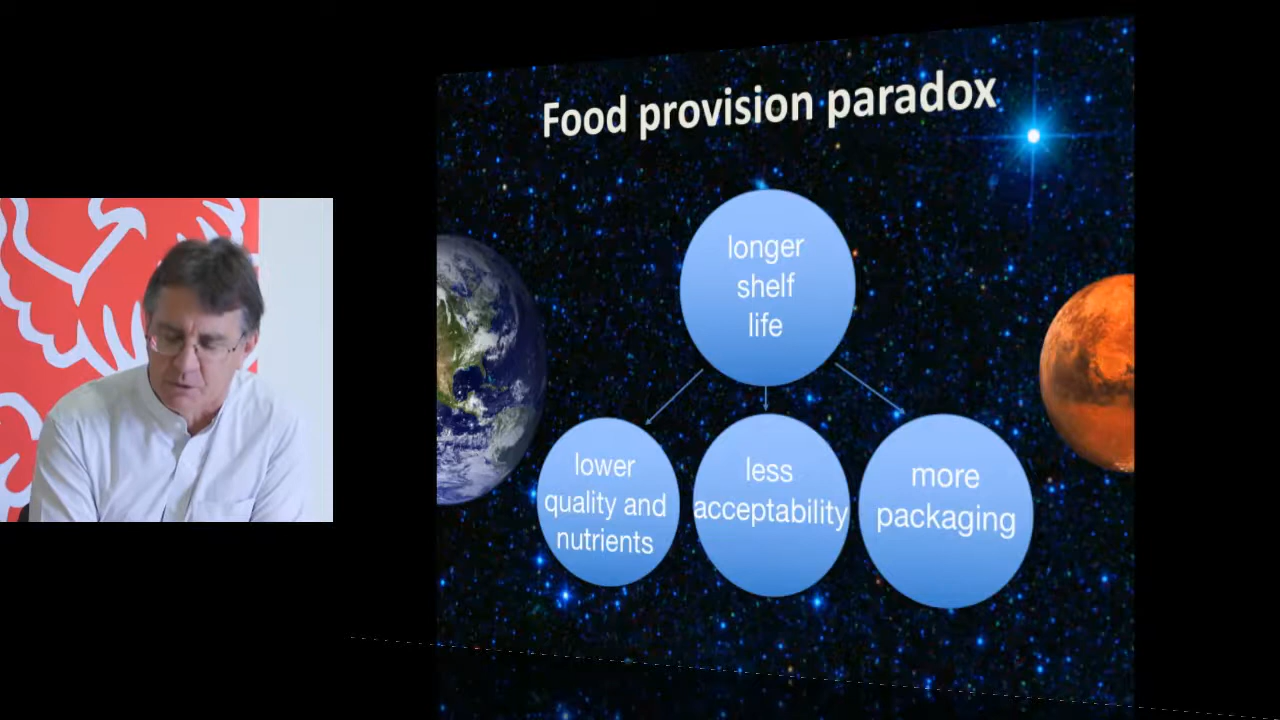 Food provision paradox
longer
shelf
life
lower
quality and
nutrients
less
acceptability
more
packaging